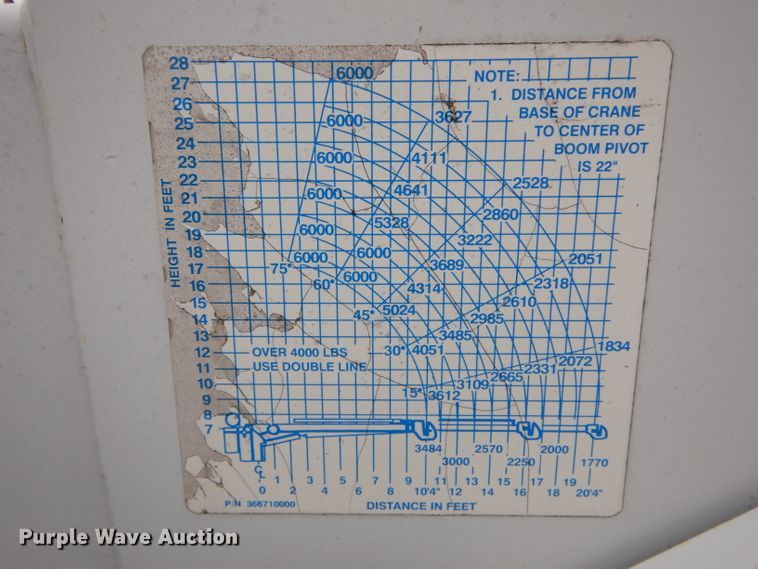 28
27
26
25
24
23
22
21
20
19
18
17
16
15
14
13
12
11
10
9
8
7
HEIGHT IN FEET
NOTE:
1. DISTANCE FROM
BASE OF CRANE
TO CENTER OF
BOOM PIVOT
IS 22"
6000 3627 2528 2051 1834
6000 4111 2860 2318 2072
6000 4641 3222 2610 2331
6000 5328 3689 2985 2665
6000 6000 4314 3485 3109
6000 6000 5024 4051 3612
75° 60° 45° 30° 15°
OVER 4000 LBS
USE DOUBLE LINE
3484 2570 2000
3000 2250 1770
C L
1 3 5 7 9 11 13 15 17 19
0 2 4 6 8 10'4" 12 14 16 18 20'4"
P/N 366710000
DISTANCE IN FEET
Purple Wave Auction